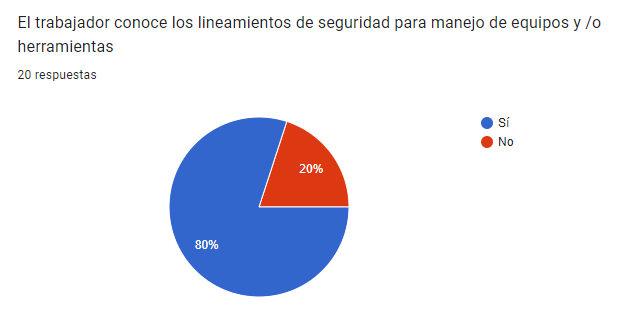 El trabajador conoce los lineamientos de seguridad para manejo de equipos y /o
herramientas
20 respuestas
Sí
No
20%
80%